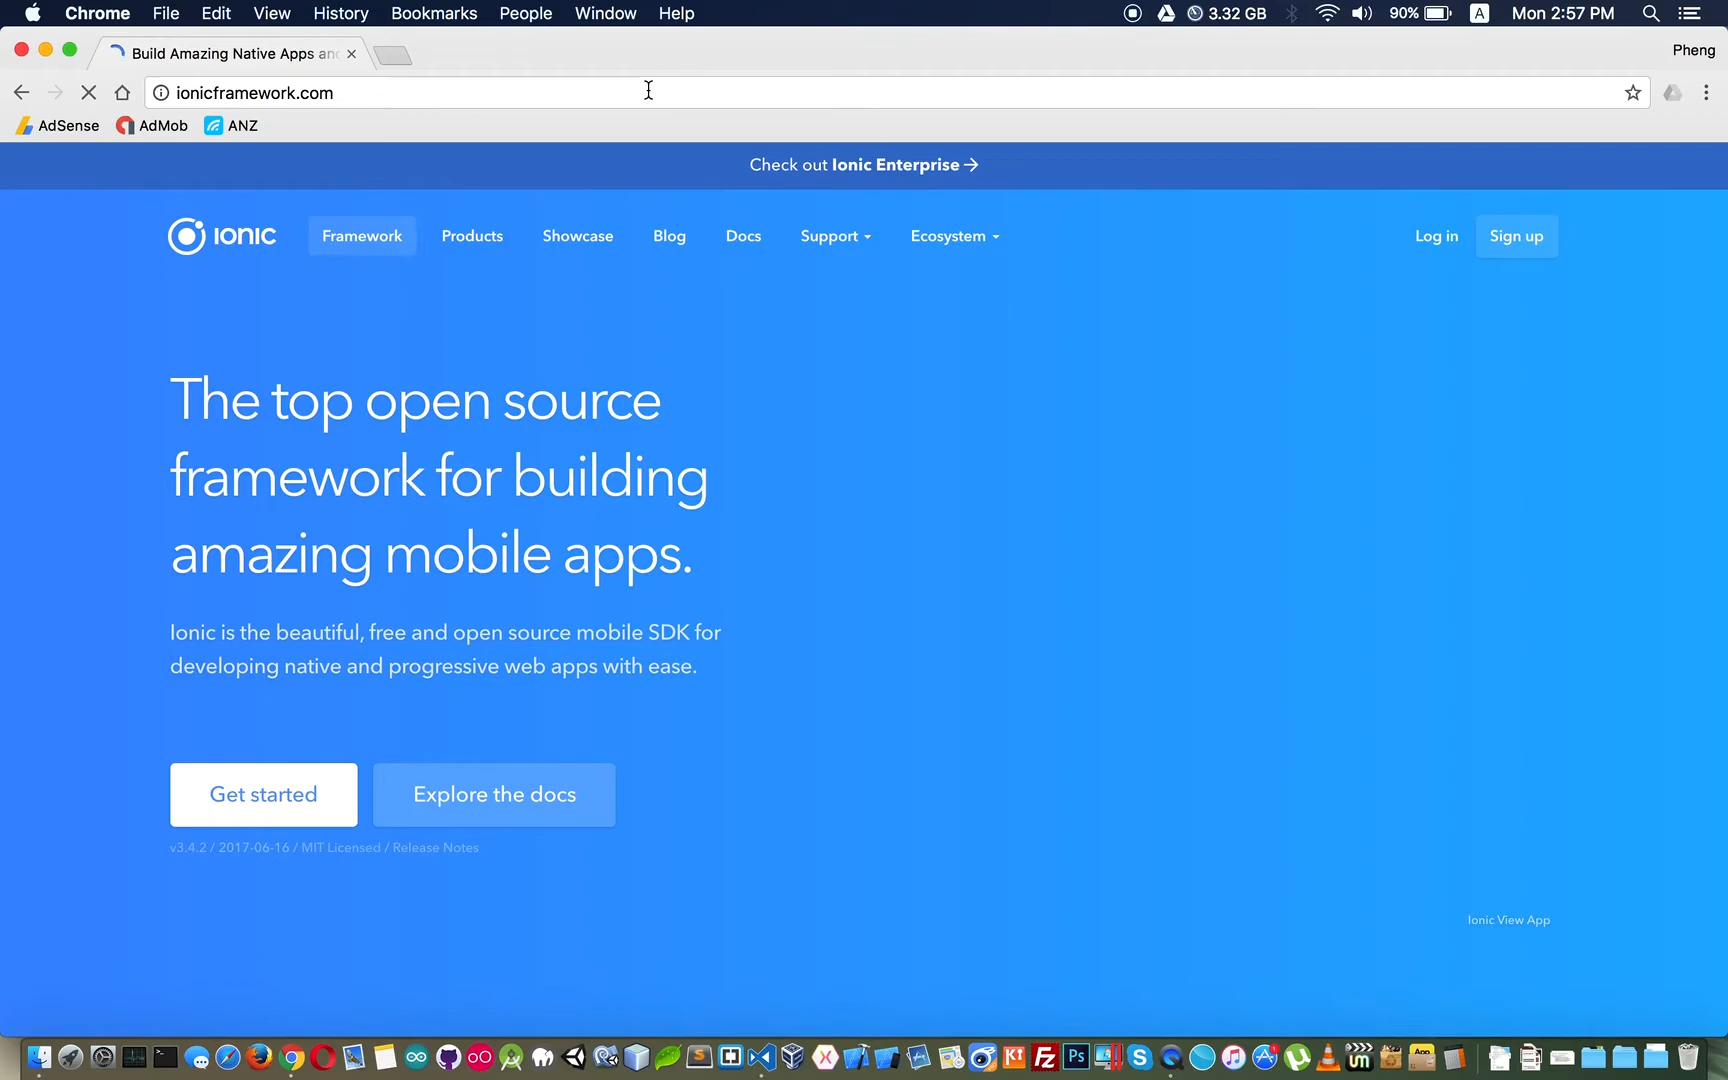 Chrome File Edit View History Bookmarks People Window Help 3.32 GB 90% A Mon 2:57 PM
Build Amazing Native Apps and
Pheng
ionicframework.com
AdSense AdMob ANZ
Check out Ionic Enterprise →
ionic Framework Products Showcase Blog Docs Support Ecosystem Log in Sign up
The top open source
framework for building
amazing mobile apps.
Ionic is the beautiful, free and open source mobile SDK for
developing native and progressive web apps with ease.
Get started Explore the docs
v3.4.2 / 2017-06-16 / MIT Licensed / Release Notes
Ionic View App